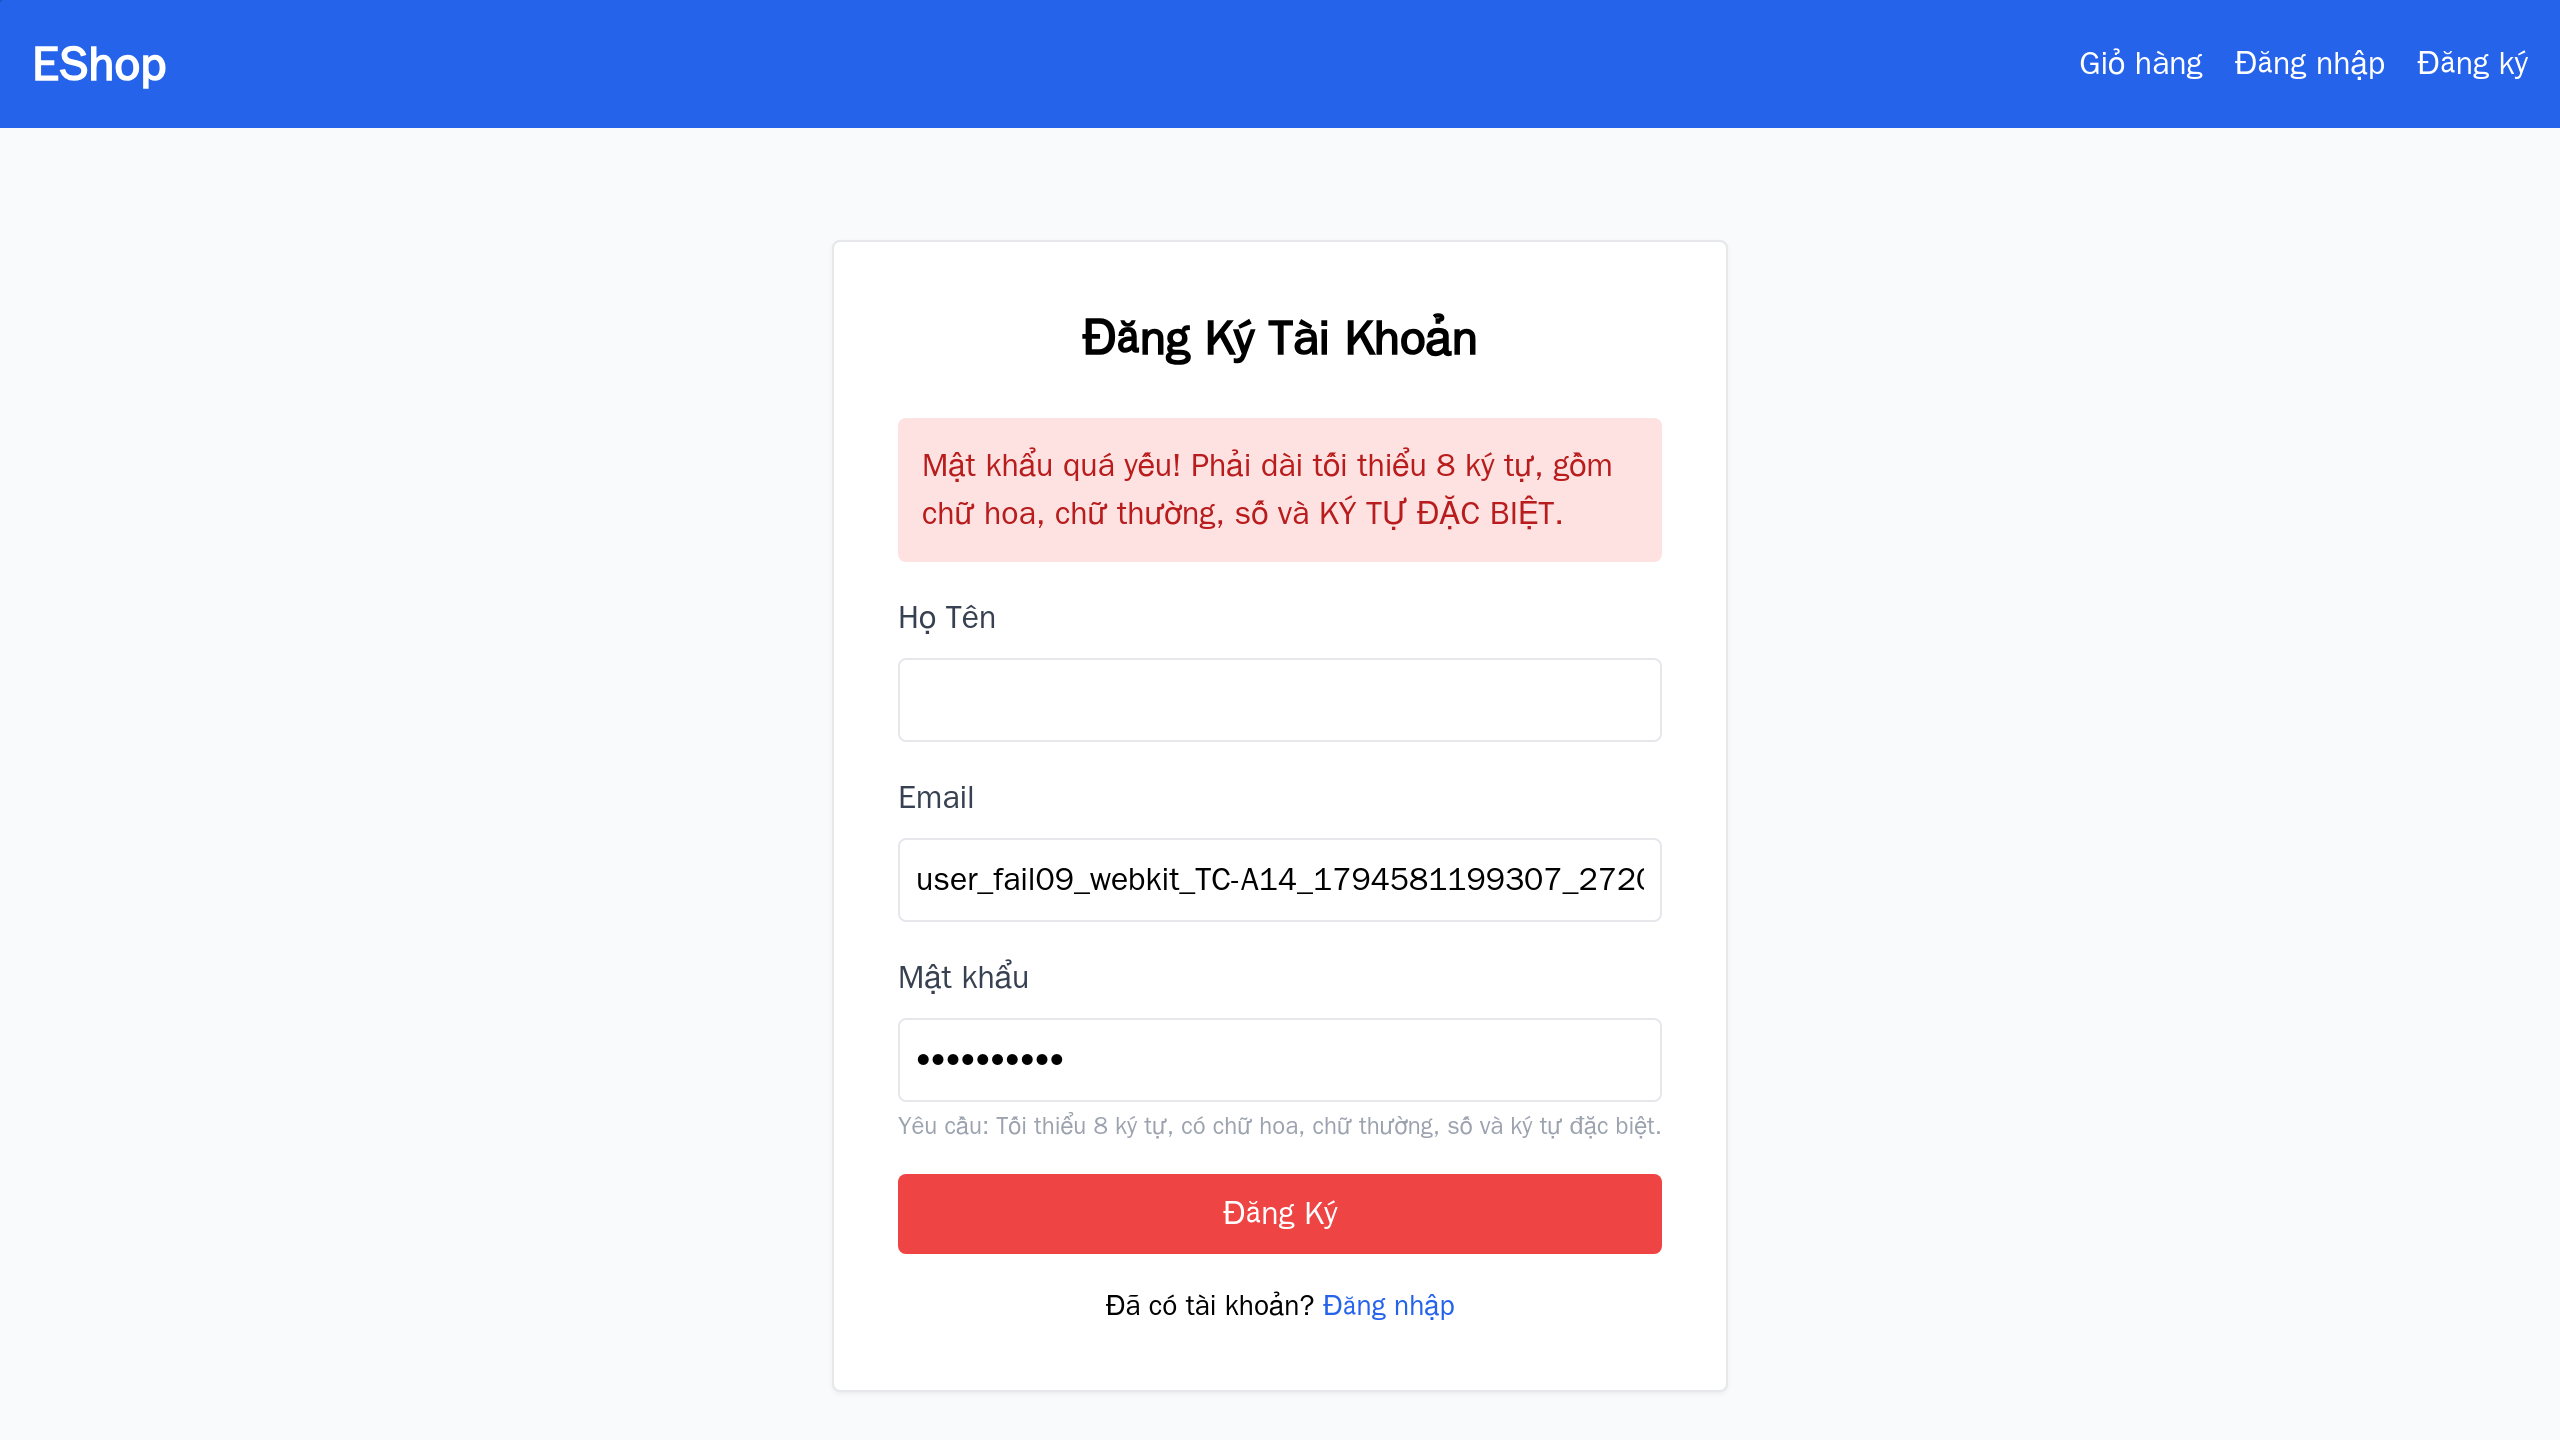 EShop
Giỏ hàng
Đăng nhập
Đăng ký
Đăng Ký Tài Khoản
Mật khẩu quá yếu! Phải dài tối thiểu 8 ký tự, gồm
chữ hoa, chữ thường, số và KÝ TỰ ĐẶC BIỆT.
Họ Tên
Email
user_fail09_webkit_TC-A14_1794581199307_272
Mật khẩu
••••••••••
Yêu cầu: Tối thiểu 8 ký tự, có chữ hoa, chữ thường, số và ký tự đặc biệt.
Đăng Ký
Đã có tài khoản? Đăng nhập